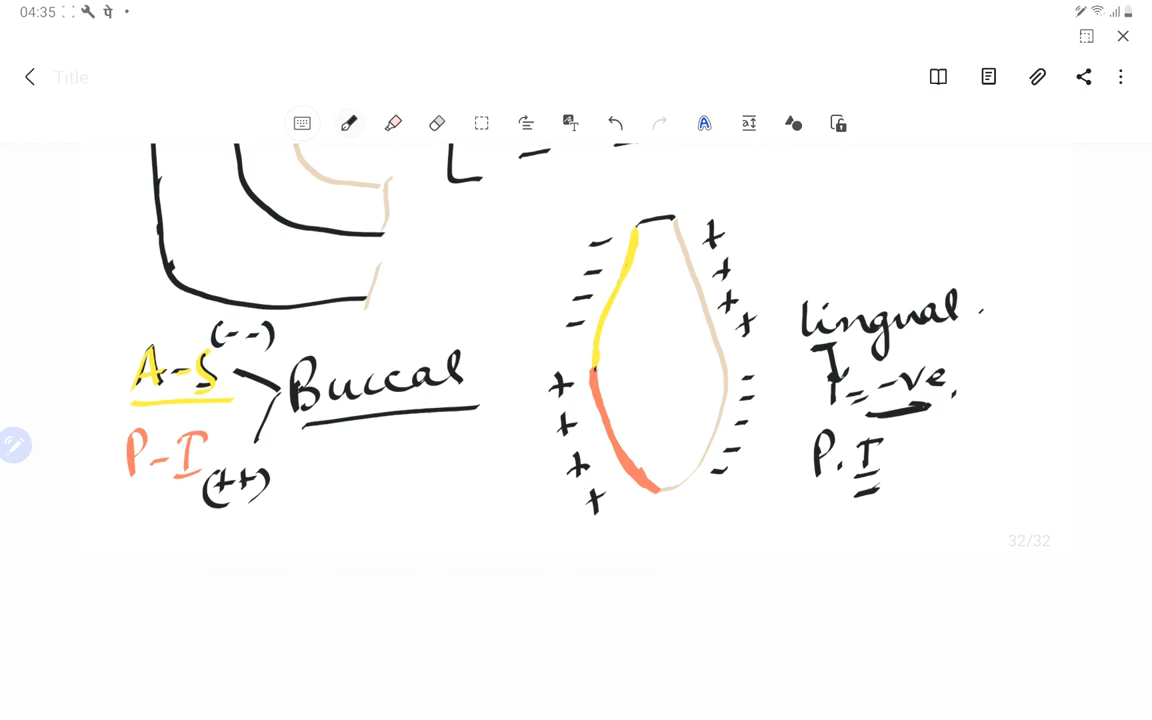 04:35
Title
L = =
(--)
A-S
Buccal
P-I
(++)
- +
- +
- +
- +
+ -
+ -
+ -
+ -
lingual.
T = -ve.
P. I
32/32